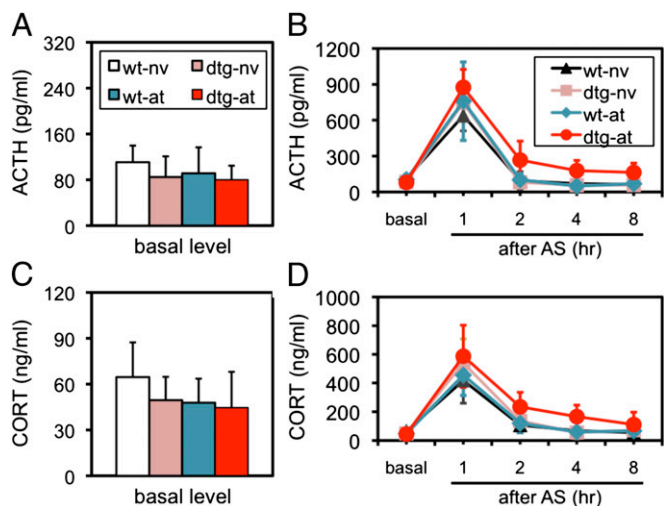 A
ACTH (pg/ml)
320
240
160
80
0
wt-nv dtg-nv
wt-at dtg-at
basal level
B
ACTH (pg/ml)
1200
900
600
300
0
wt-nv
dtg-nv
wt-at
dtg-at
basal 1 2 4 8
after AS (hr)
C
CORT (ng/ml)
120
90
60
30
0
basal level
D
CORT (ng/ml)
1000
800
600
400
200
0
basal 1 2 4 8
after AS (hr)